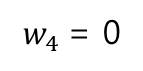 w₄ = 0